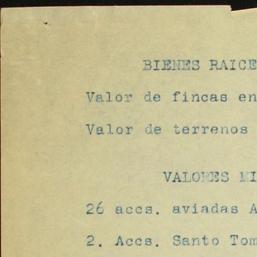 BIENES RAICE
Valor de fincas en
Valor de terrenos
VALORES MI
26 accs. aviadas A
2. Accs. Santo Tom